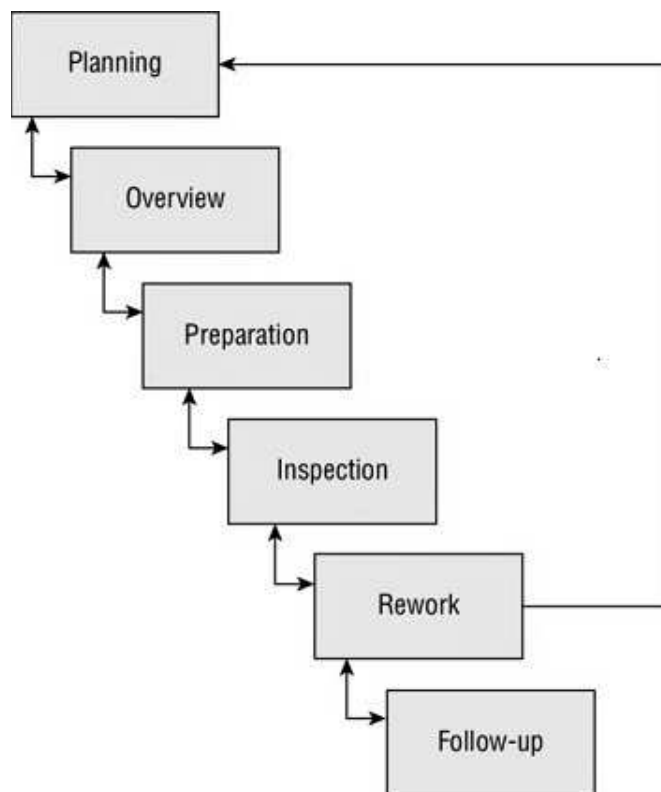 Planning
Overview
Preparation
Inspection
Rework
Follow-up